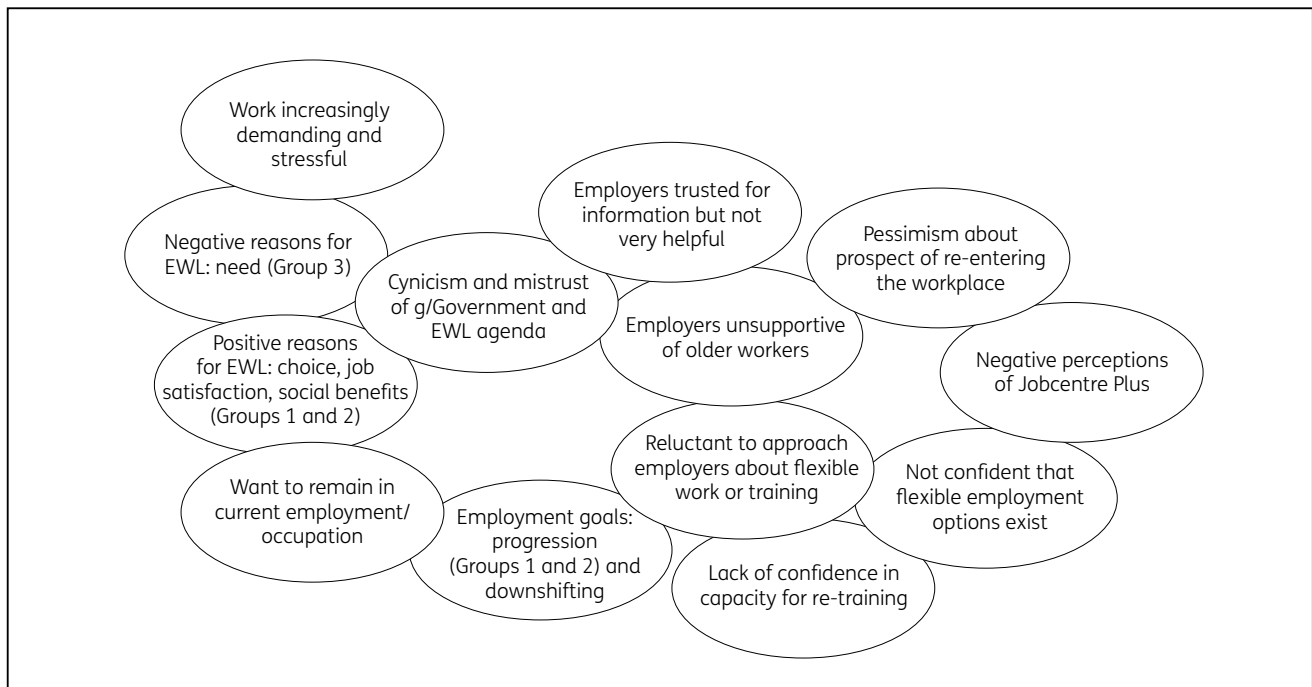 Work increasingly
demanding and
stressful
Negative reasons for
EWL: need (Group 3)
Positive reasons
for EWL: choice, job
satisfaction, social benefits
(Groups 1 and 2)
Want to remain in
current employment/
occupation
Cynicism and mistrust
of g/Government and
EWL agenda
Employment goals:
progression
(Groups 1 and 2) and
downshifting
Employers trusted for
information but not
very helpful
Employers unsupportive
of older workers
Reluctant to approach
employers about flexible
work or training
Lack of confidence in
capacity for re-training
Pessimism about
prospect of re-entering
the workplace
Negative perceptions
of Jobcentre Plus
Not confident that
flexible employment
options exist